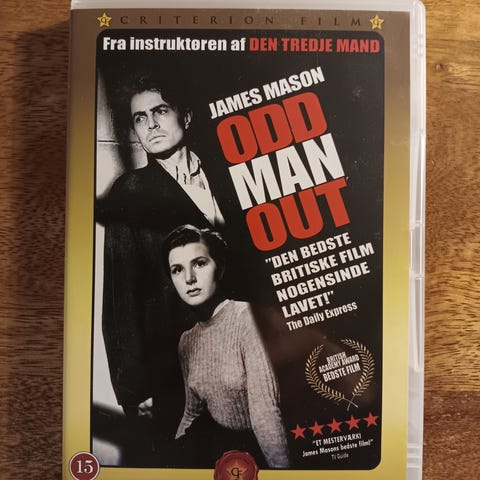 CRITERION FILM
Fra instruktøren af DEN TREDJE MAND
JAMES MASON
ODD
MAN
OUT
"DEN BEDSTE
BRITISKE FILM
NOGENSINDE
LAVET!"
The Daily Express
BRITISH
ACADEMY AWARD
BEDSTE FILM
"ET MESTERVÆRK!
James Masons bedste film"
TV Guide
15
CF